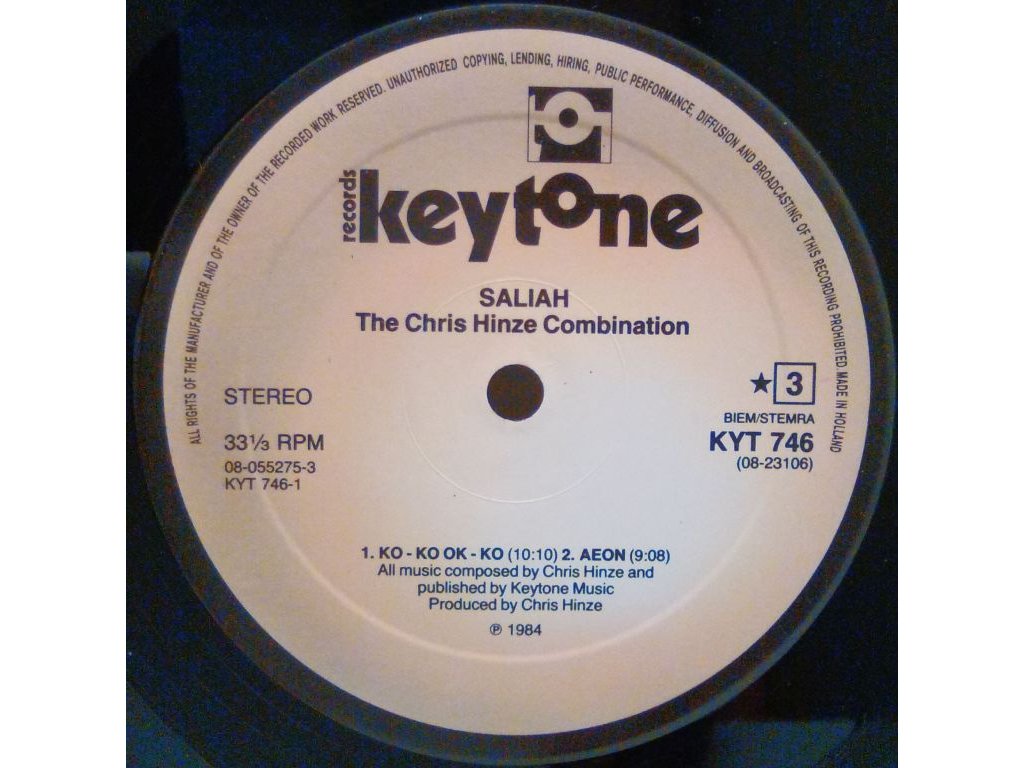 ALL RIGHTS OF THE MANUFACTURER AND OF THE OWNER OF THE RECORDED WORK RESERVED. UNAUTHORIZED COPYING, LENDING, HIRING, PUBLIC PERFORMANCE, DIFFUSION AND BROADCASTING OF THIS RECORDING PROHIBITED. MADE IN HOLLAND
records
keytone
SALIAH
The Chris Hinze Combination
STEREO
33⅓ RPM
08-055275-3
KYT 746-1
★ 3
BIEM/STEMRA
KYT 746
(08-23106)
1. KO - KO OK - KO (10:10) 2. AEON (9:08)
All music composed by Chris Hinze and
published by Keytone Music
Produced by Chris Hinze
℗ 1984